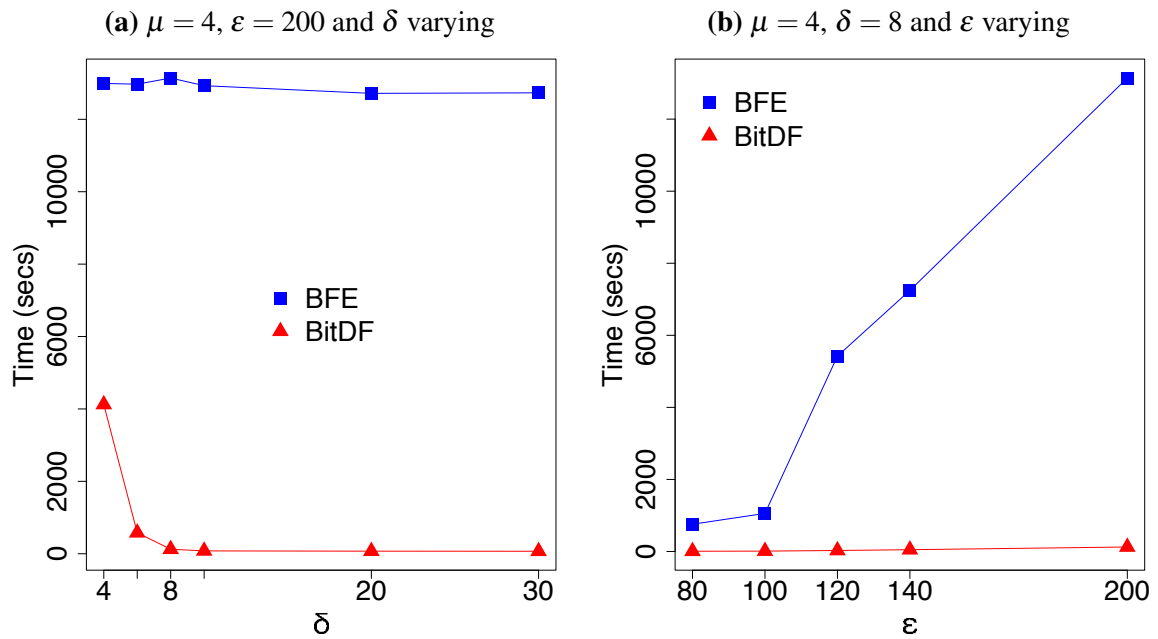 (a) μ = 4, ε = 200 and δ varying
Time (secs)
10000
6000
2000
0
BFE
BitDF
4
8
20
30
δ
(b) μ = 4, δ = 8 and ε varying
Time (secs)
10000
6000
2000
0
BFE
BitDF
80
100
120
140
200
ε